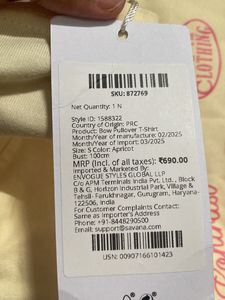 SKU: 872769
Net Quantity: 1 N
Style ID: 1588322
Country of Origin: PRC
Product: Bow Pullover T-Shirt
Month/Year of manufacture: 02/2025
Month/Year of Import: 03/2025
Size: S Color: Apricot
Bust: 100cm
MRP (Incl. of all taxes): ₹690.00
Imported & Marketed By:
ENVOGUE STYLES GLOBAL LLP
C/o APM Terminals India Pvt. Ltd., Block
B & G, Horizon Industrial Park, Village &
Tehsil- Farukhnagar, Gurugram, Haryana-
122506, India
For Customer Complaints Contact:
Same as Importer's Address
Phone: +91-8448290500
Email: support@savana.com
USN: 00907166101423
CLOTHING